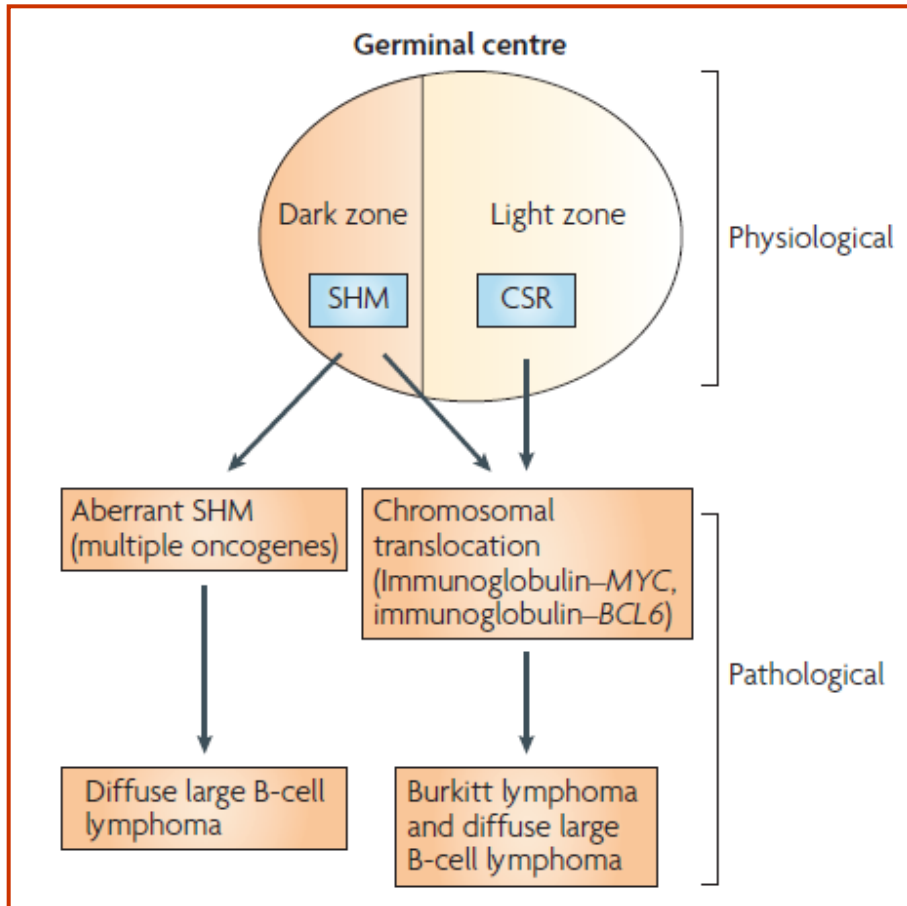 Germinal centre
Dark zone
Light zone
SHM
CSR
Physiological
Aberrant SHM
(multiple oncogenes)
Chromosomal
translocation
(Immunoglobulin–MYC,
immunoglobulin–BCL6)
Pathological
Diffuse large B-cell
lymphoma
Burkitt lymphoma
and diffuse large
B-cell lymphoma